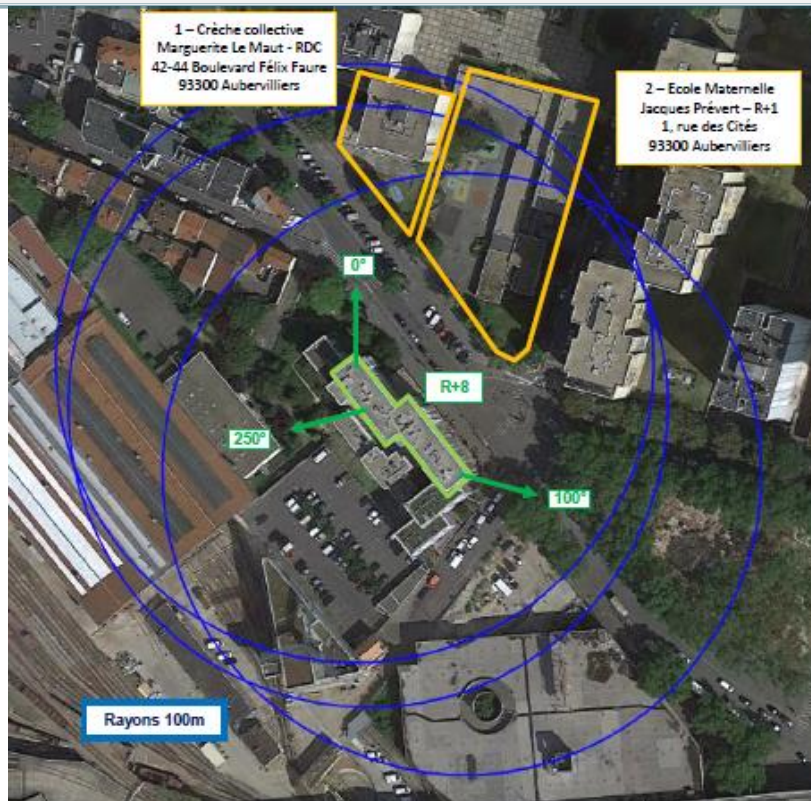 1 – Crèche collective
Marguerite Le Maut - RDC
42-44 Boulevard Félix Faure
93300 Aubervilliers
2 – Ecole Maternelle
Jacques Prévert – R+1
1, rue des Cités
93300 Aubervilliers
0°
R+8
250°
100°
Rayons 100m